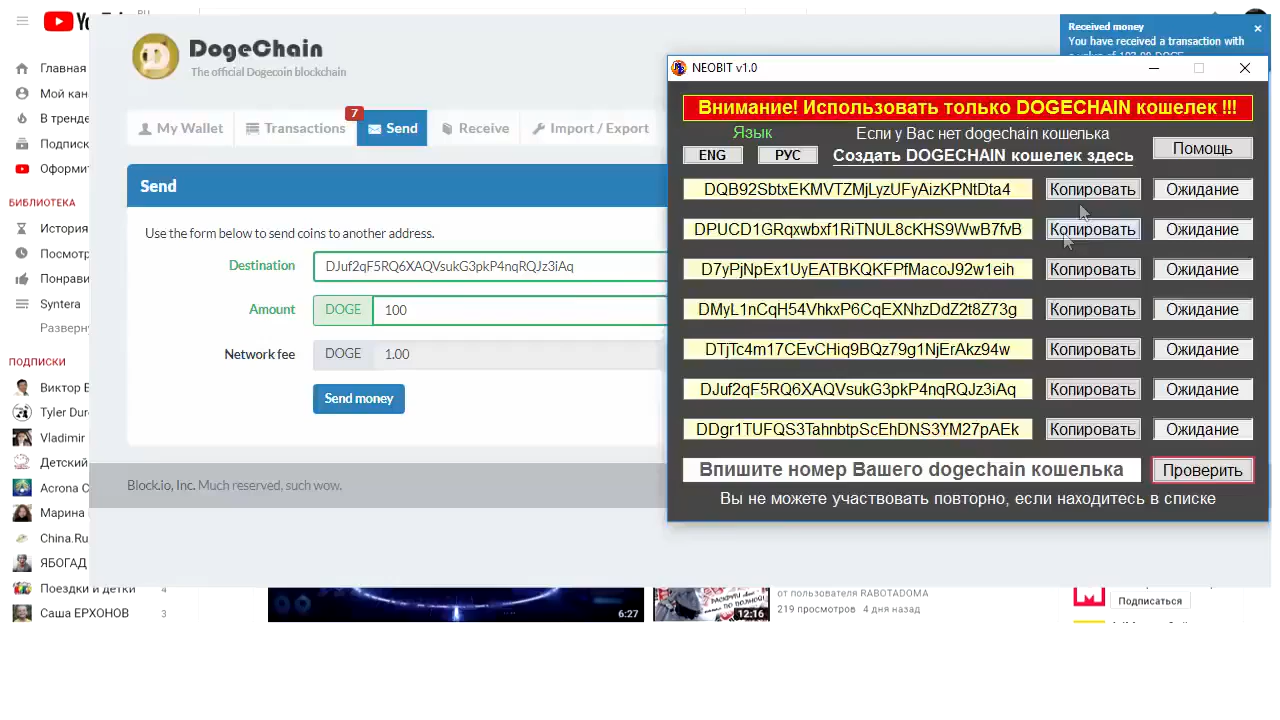 RU
Главная
Мой кан
В тренде
Подписк
Оформи
БИБЛИОТЕКА
История
Посмот
Понрави
Syntera
Разверн
ПОДПИСКИ
Виктор Е
Tyler Dur
Vladimir
Детский
Acrona C
Марина
China.Ru
ЯБОГАД
Поездки и детки 4
Саша ЕРХОНОВ 3
DogeChain
The official Dogecoin blockchain
My Wallet
Transactions
7
Send
Receive
Import / Export
Send
Use the form below to send coins to another address.
Destination
DJuf2qF5RQ6XAQVsukG3pkP4nqRQJz3iAq
Amount
DOGE
100
Network fee
DOGE
1.00
Send money
Block.io, Inc. Much reserved, such wow.
Received money
×
You have received a transaction with
NEOBIT v1.0
Внимание! Использовать только DOGECHAIN кошелек !!!
Язык
Если у Вас нет dogechain кошелька
Помощь
ENG
РУС
Создать DOGECHAIN кошелек здесь
DQB92SbtxEKMVTZMjLyzUFyAizKPNtDta4 Копировать Ожидание
DPUCD1GRqxwbxf1RiTNUL8cKHS9WwB7fvB Копировать Ожидание
D7yPjNpEx1UyEATBKQKFPfMacoJ92w1eih Копировать Ожидание
DMyL1nCqH54VhkxP6CqEXNhzDdZ2t8Z73g Копировать Ожидание
DTjTc4m17CEvCHiq9BQz79g1NjErAkz94w Копировать Ожидание
DJuf2qF5RQ6XAQVsukG3pkP4nqRQJz3iAq Копировать Ожидание
DDgr1TUFQS3TahnbtpScEhDNS3YM27pAEk Копировать Ожидание
Впишите номер Вашего dogechain кошелька
Проверить
Вы не можете участвовать повторно, если находитесь в списке
6:27
12:16
от пользователя RABOTADOMA
219 просмотров 4 дня назад
Подписаться